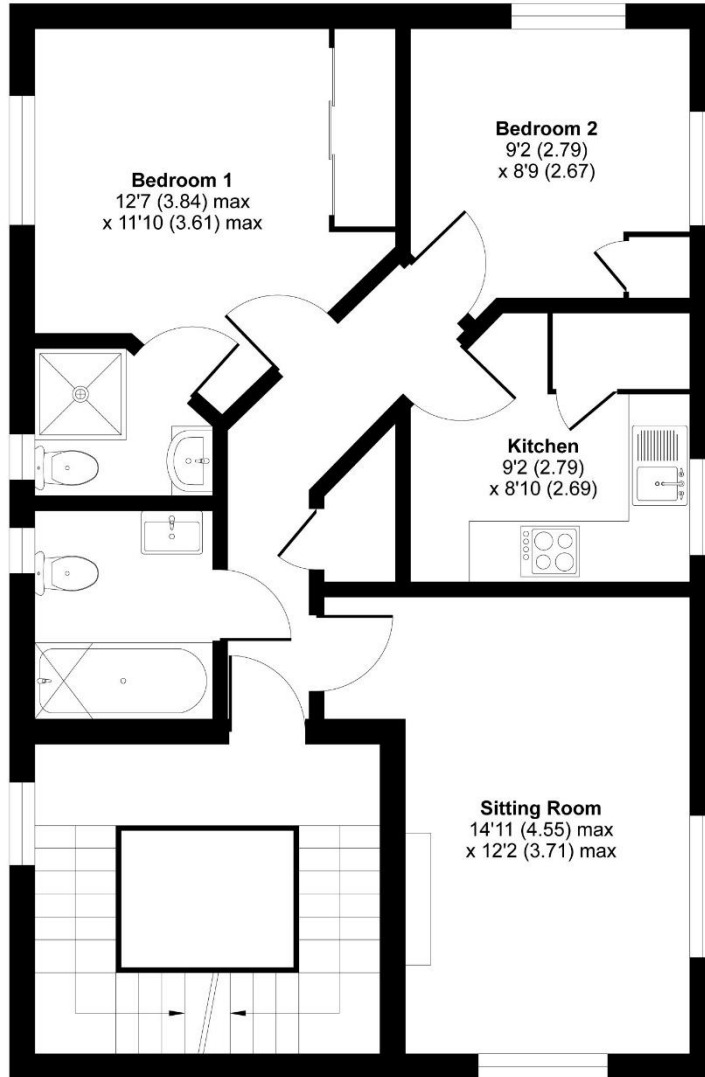 Bedroom 1
12'7 (3.84) max
x 11'10 (3.61) max
Bedroom 2
9'2 (2.79)
x 8'9 (2.67)
Kitchen
9'2 (2.79)
x 8'10 (2.69)
Sitting Room
14'11 (4.55) max
x 12'2 (3.71) max